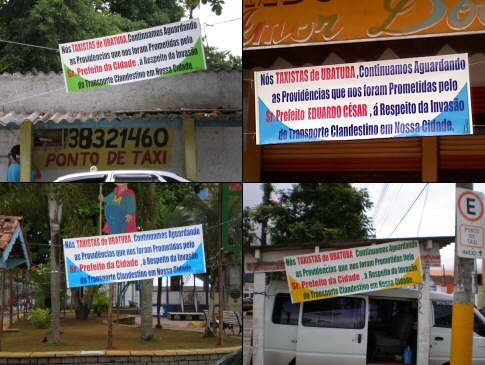 Nós TAXISTAS de UBATUBA ,Continuamos Aguardando
as Providências que nos foram Prometidas pelo
Sr. Prefeito da Cidade , á Respeito da Invasão
de Transporte Clandestino em Nossa Cidade.
38321460
PONTO DE TAXI
Nós TAXISTAS de UBATUBA ,Continuamos Aguardando
as Providências que nos foram Prometidas pelo
Sr. Prefeito EDUARDO CÉSAR , á Respeito da Invasão
de Transporte Clandestino em Nossa Cidade.
Nós TAXISTAS de UBATUBA, Continuamos Aguardando
as Providências que nos foram Prometidas pelo
Sr. Prefeito da Cidade , á Respeito da Invasão
de Transporte Clandestino em Nossa Cidade.
Nós TAXISTAS de UBATUBA, Continuamos Aguardando
as Providências que nos foram Prometidas pelo
Sr. Prefeito da Cidade , á Respeito da Invasão
de Transporte Clandestino em Nossa Cidade.
E
PONTO
DE TAXI
INICIO